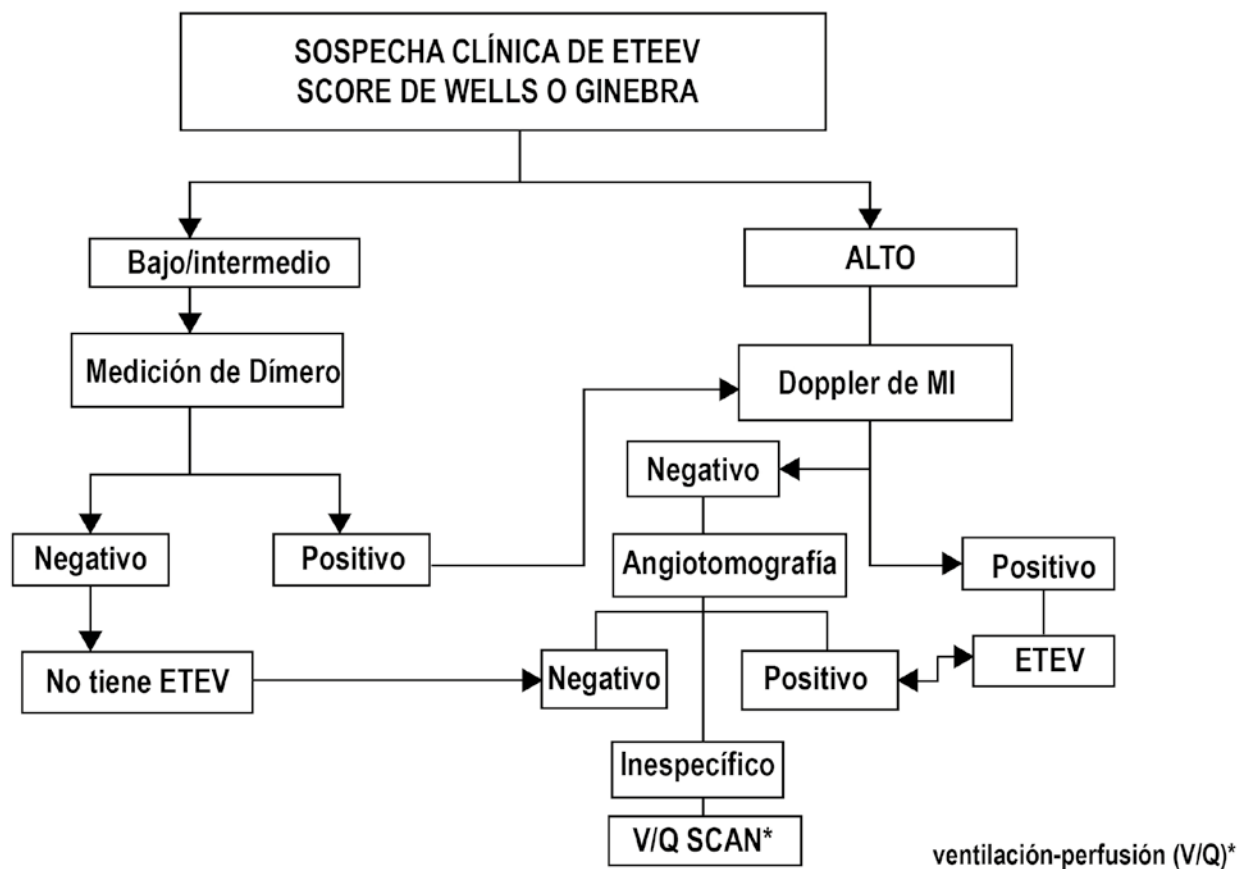 SOSPECHA CLÍNICA DE ETEEV
SCORE DE WELLS O GINEBRA
Bajo/intermedio
ALTO
Medición de Dímero
Doppler de MI
Negativo
Negativo
Positivo
Angiotomografía
Positivo
No tiene ETEV
Negativo
Positivo
ETEV
Inespecífico
V/Q SCAN*
ventilación-perfusión (V/Q)*